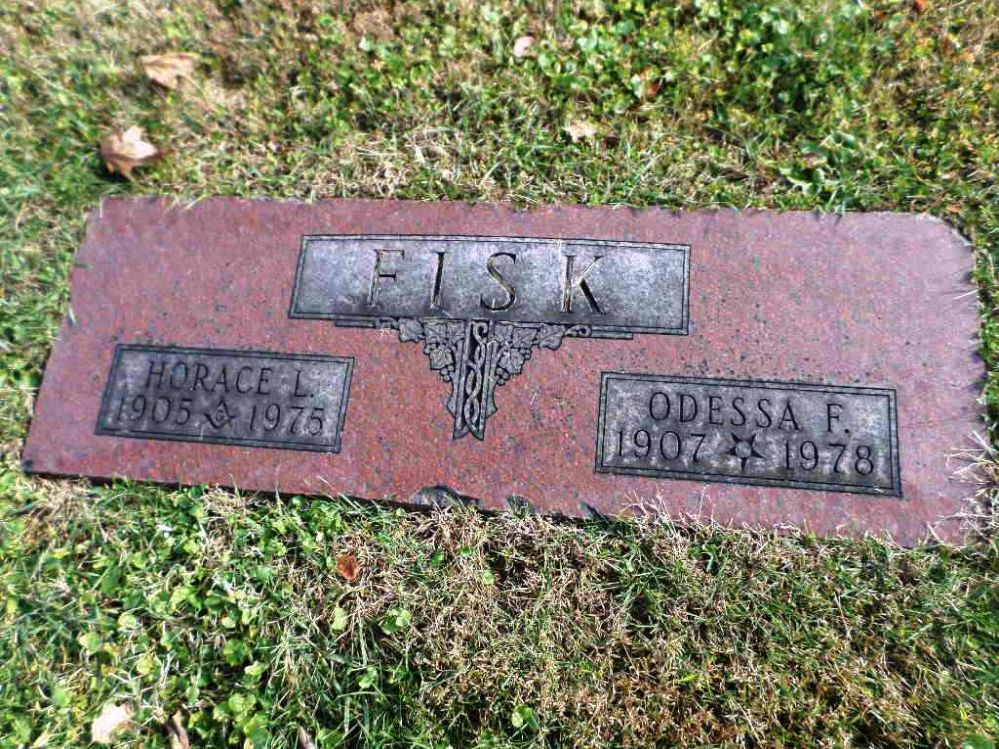 FISK
HORACE L.
1905 1975
ODESSA F.
1907 1978